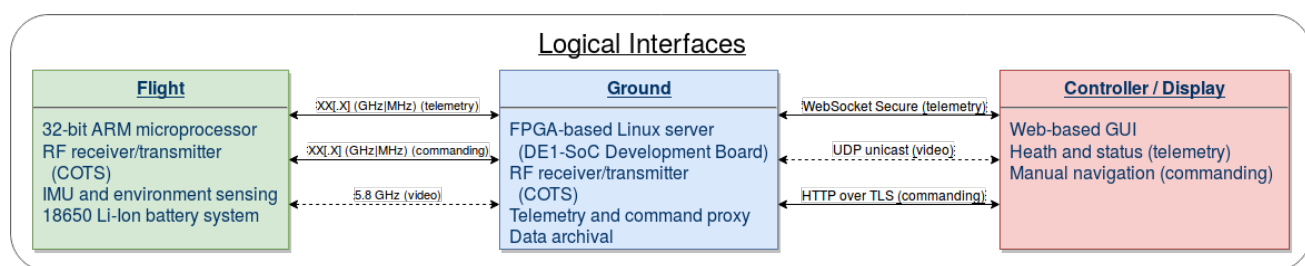 Logical Interfaces
Flight
32-bit ARM microprocessor
RF receiver/transmitter
(COTS)
IMU and environment sensing
18650 Li-Ion battery system
XX[.X] (GHz|MHz) (telemetry)
XX[.X] (GHz|MHz) (commanding)
5.8 GHz (video)
Ground
FPGA-based Linux server
(DE1-SoC Development Board)
RF receiver/transmitter
(COTS)
Telemetry and command proxy
Data archival
WebSocket Secure (telemetry)
UDP unicast (video)
HTTP over TLS (commanding)
Controller / Display
Web-based GUI
Heath and status (telemetry)
Manual navigation (commanding)